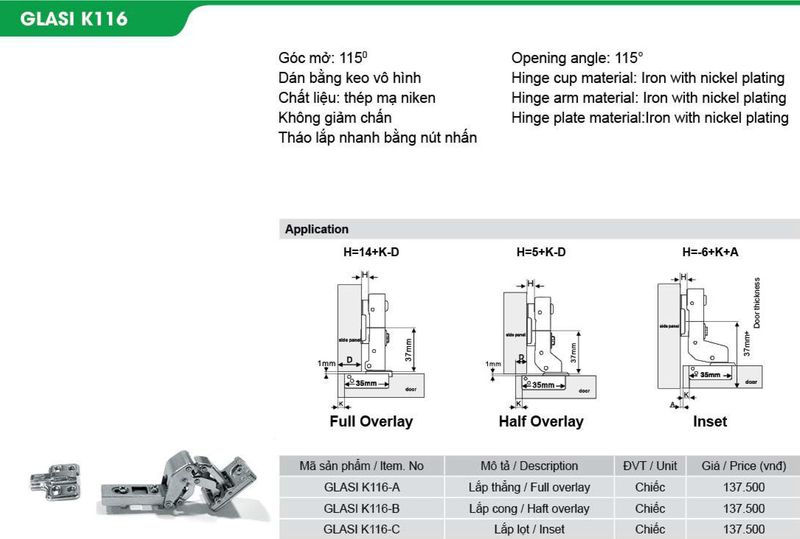 GLASI K116
Góc mở: 115⁰
Dán bằng keo vô hình
Chất liệu: thép mạ niken
Không giảm chấn
Tháo lắp nhanh bằng nút nhấn
Opening angle: 115°
Hinge cup material: Iron with nickel plating
Hinge arm material: Iron with nickel plating
Hinge plate material:Iron with nickel plating
Application
H=14+K-D
H
side panel
D
37mm
1mm
35mm
door
K
Full Overlay
H=5+K-D
H
side panel
D
37mm
1mm
35mm
door
K
Half Overlay
H=-6+K+A
H
Door thickness
side panel
37mm+
35mm
door
K
A
Inset
Mã sản phẩm / Item. No Mô tả / Description ĐVT / Unit Giá / Price (vnđ)
GLASI K116-A Lắp thẳng / Full overlay Chiếc 137.500
GLASI K116-B Lắp cong / Haft overlay Chiếc 137.500
GLASI K116-C Lắp lọt / Inset Chiếc 137.500